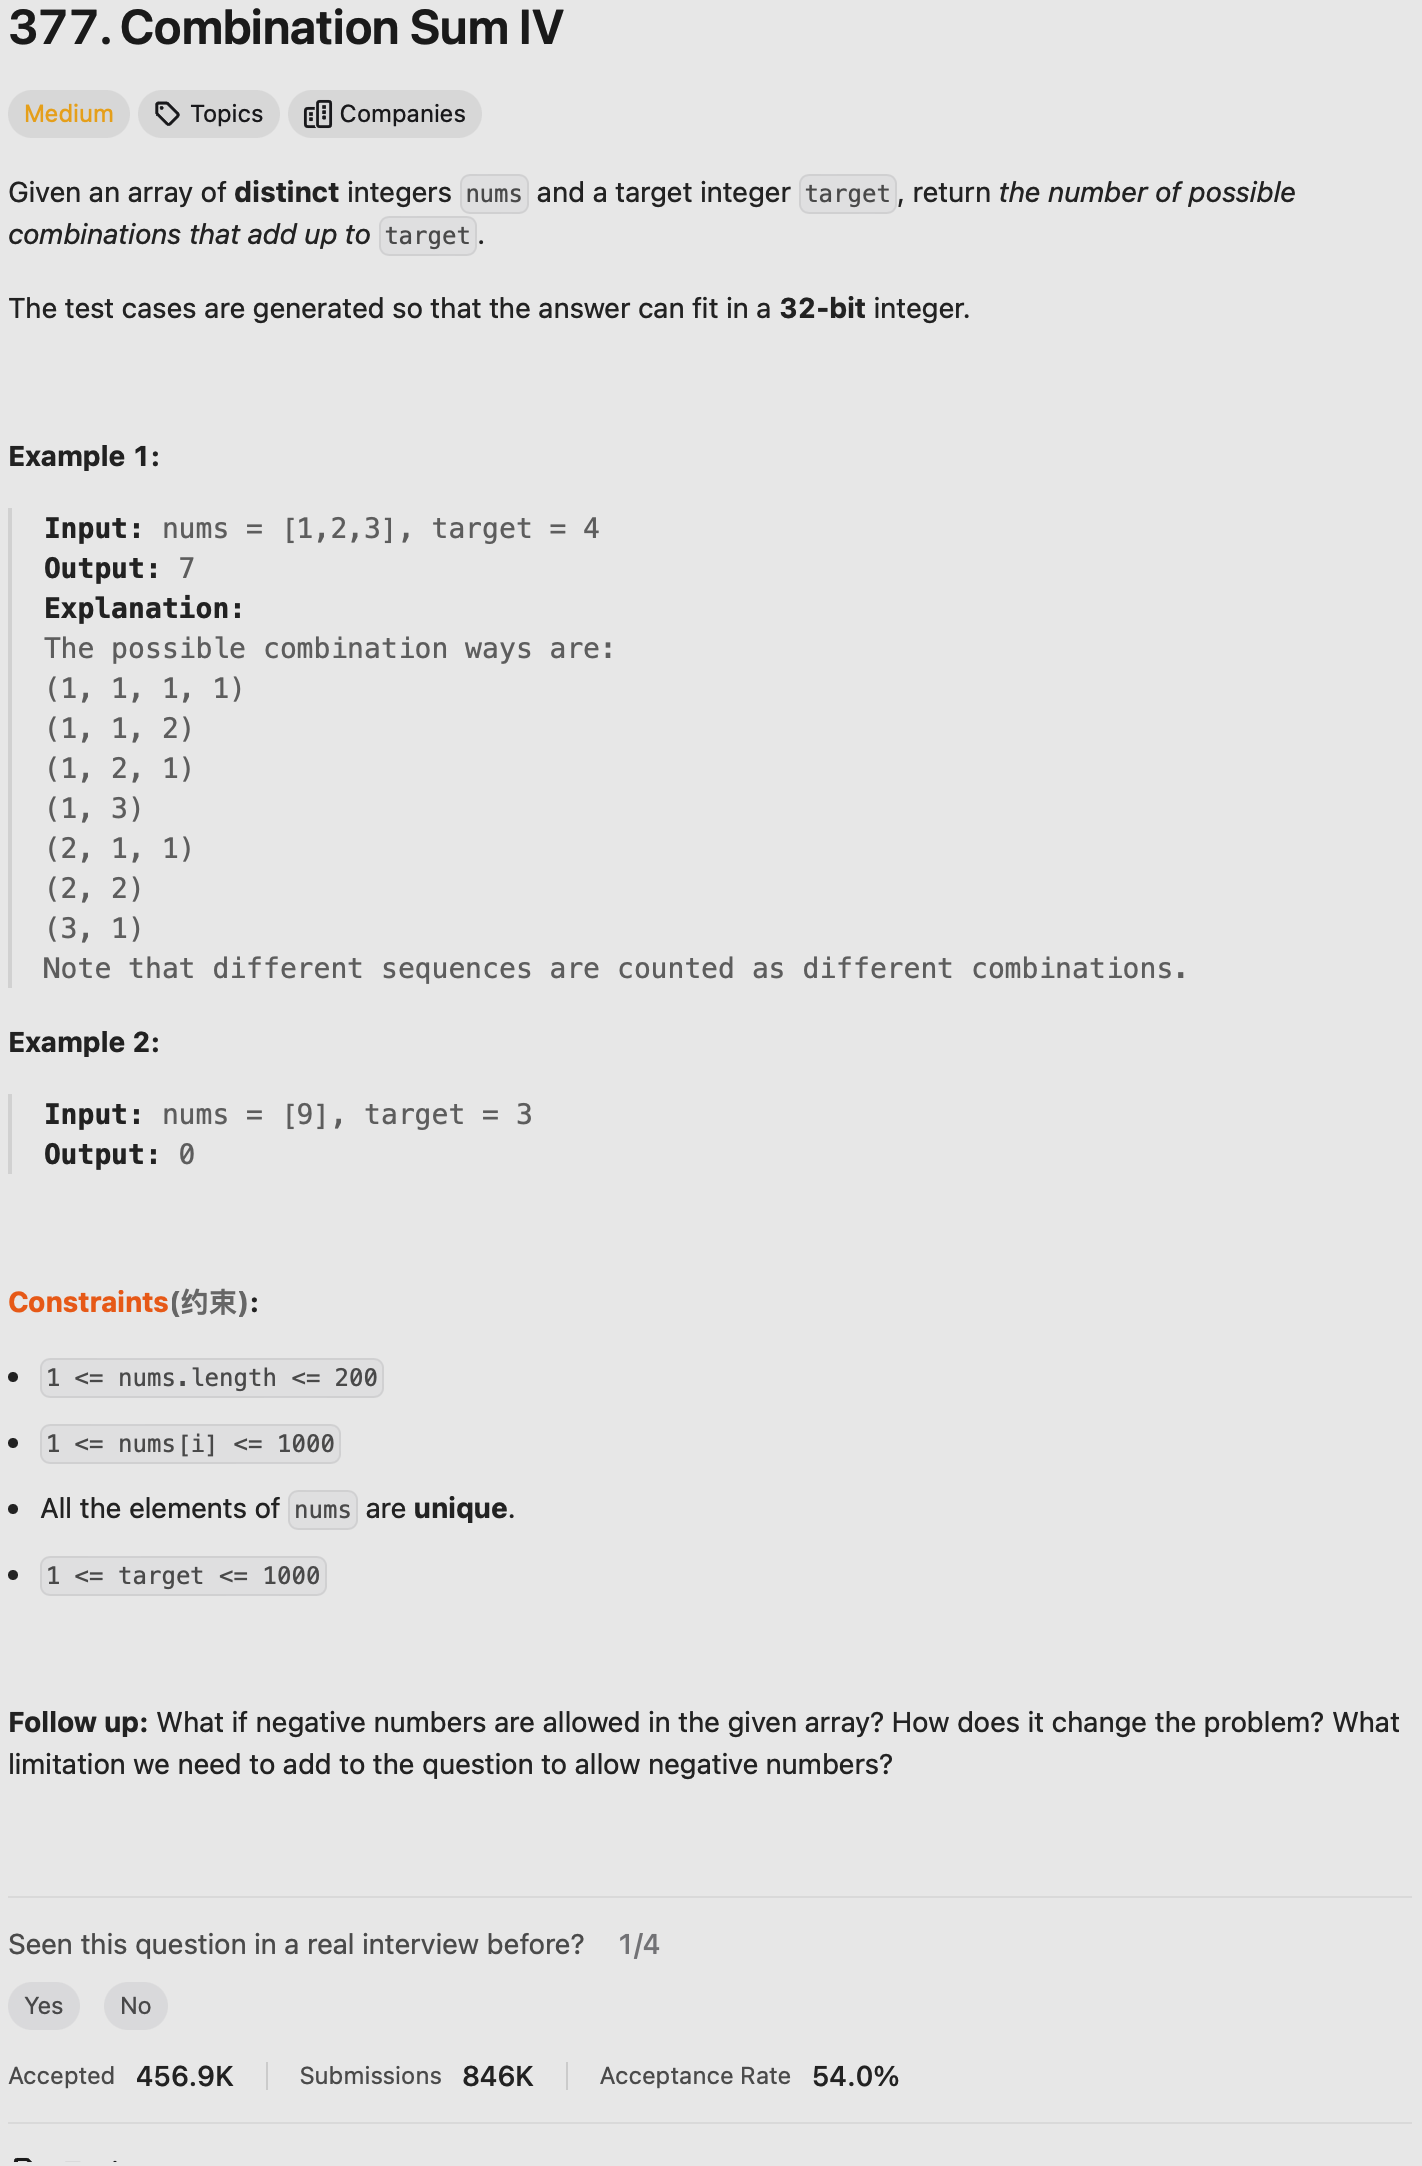 377. Combination Sum IV
Medium Topics Companies
Given an array of distinct integers nums and a target integer target, return the number of possible
combinations that add up to target.
The test cases are generated so that the answer can fit in a 32-bit integer.
Example 1:
Input: nums = [1,2,3], target = 4
Output: 7
Explanation:
The possible combination ways are:
(1, 1, 1, 1)
(1, 1, 2)
(1, 2, 1)
(1, 3)
(2, 1, 1)
(2, 2)
(3, 1)
Note that different sequences are counted as different combinations.
Example 2:
Input: nums = [9], target = 3
Output: 0
Constraints(约束):
• 1 <= nums.length <= 200
• 1 <= nums[i] <= 1000
• All the elements of nums are unique.
• 1 <= target <= 1000
Follow up: What if negative numbers are allowed in the given array? How does it change the problem? What
limitation we need to add to the question to allow negative numbers?
Seen this question in a real interview before? 1/4
Yes No
Accepted 456.9K Submissions 846K Acceptance Rate 54.0%